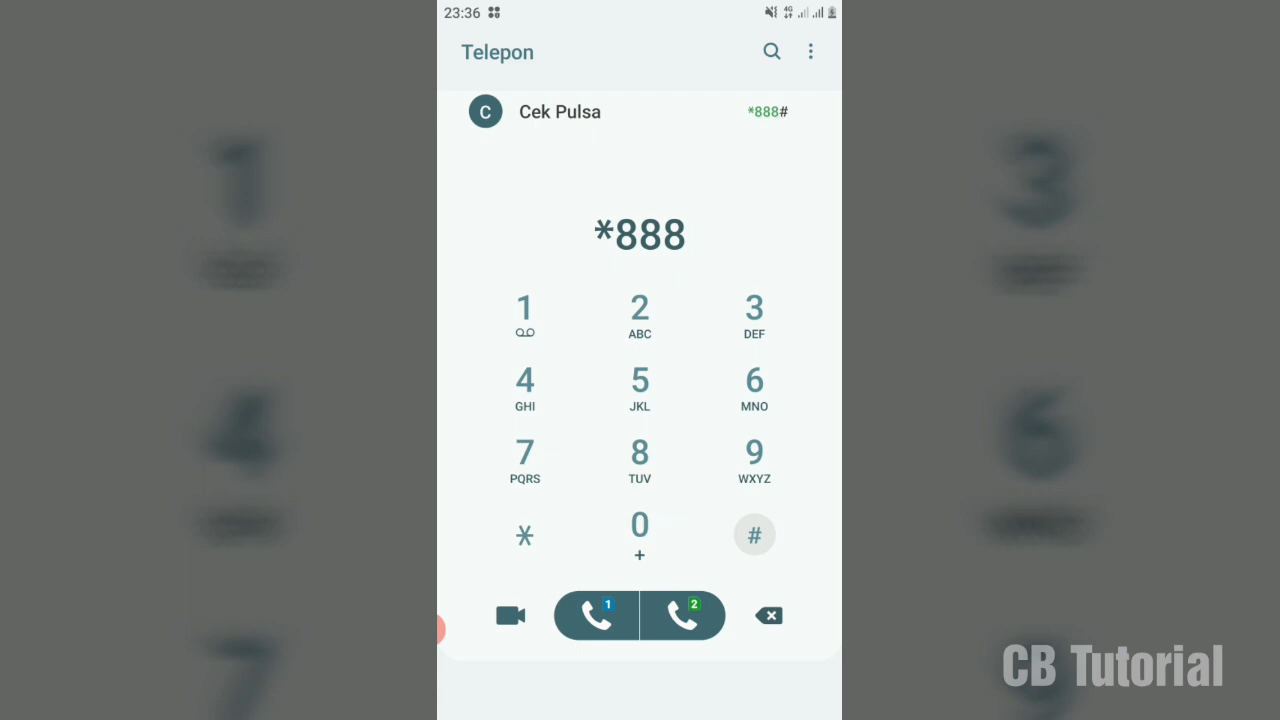 23:36
4G
Telepon
C Cek Pulsa *888#
*888
1 2 3
ABC DEF
4 5 6
GHI JKL MNO
7 8 9
PQRS TUV WXYZ
* 0 #
+
1 2
CB Tutorial